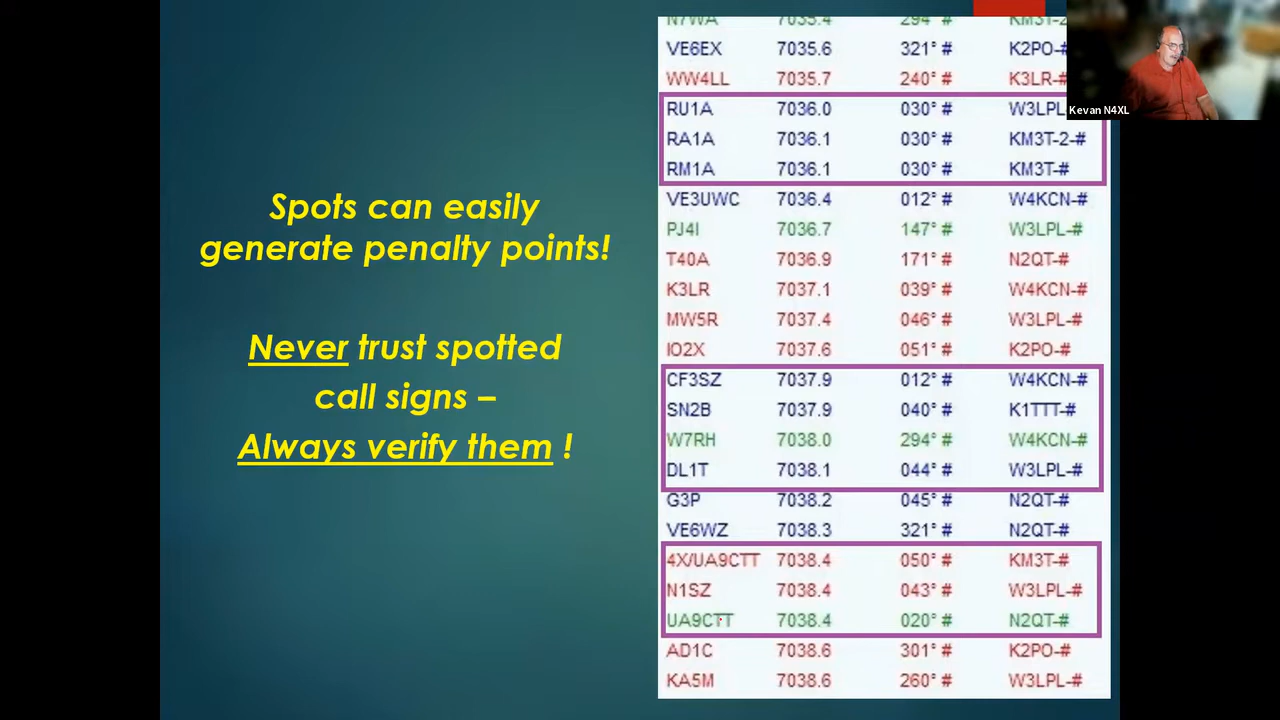 Spots can easily
generate penalty points!
Never trust spotted
call signs –
Always verify them !
N7WA 7035.4 294° # KM3T-2
VE6EX 7035.6 321° # K2PO-#
WW4LL 7035.7 240° # K3LR-#
RU1A 7036.0 030° # W3LPL
RA1A 7036.1 030° # KM3T-2-#
RM1A 7036.1 030° # KM3T-#
VE3UWC 7036.4 012° # W4KCN-#
PJ4I 7036.7 147° # W3LPL-#
T40A 7036.9 171° # N2QT-#
K3LR 7037.1 039° # W4KCN-#
MW5R 7037.4 046° # W3LPL-#
IO2X 7037.6 051° # K2PO-#
CF3SZ 7037.9 012° # W4KCN-#
SN2B 7037.9 040° # K1TTT-#
W7RH 7038.0 294° # W4KCN-#
DL1T 7038.1 044° # W3LPL-#
G3P 7038.2 045° # N2QT-#
VE6WZ 7038.3 321° # N2QT-#
4X/UA9CTT 7038.4 050° # KM3T-#
N1SZ 7038.4 043° # W3LPL-#
UA9CTT 7038.4 020° # N2QT-#
AD1C 7038.6 301° # K2PO-#
KA5M 7038.6 260° # W3LPL-#
Kevan N4XL